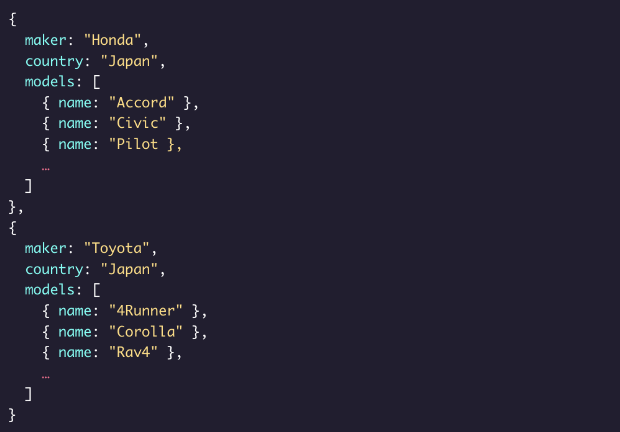 {
  maker: "Honda",
  country: "Japan",
  models: [
    { name: "Accord" },
    { name: "Civic" },
    { name: "Pilot },
    …
  ]
},
{
  maker: "Toyota",
  country: "Japan",
  models: [
    { name: "4Runner" },
    { name: "Corolla" },
    { name: "Rav4" },
    …
  ]
}